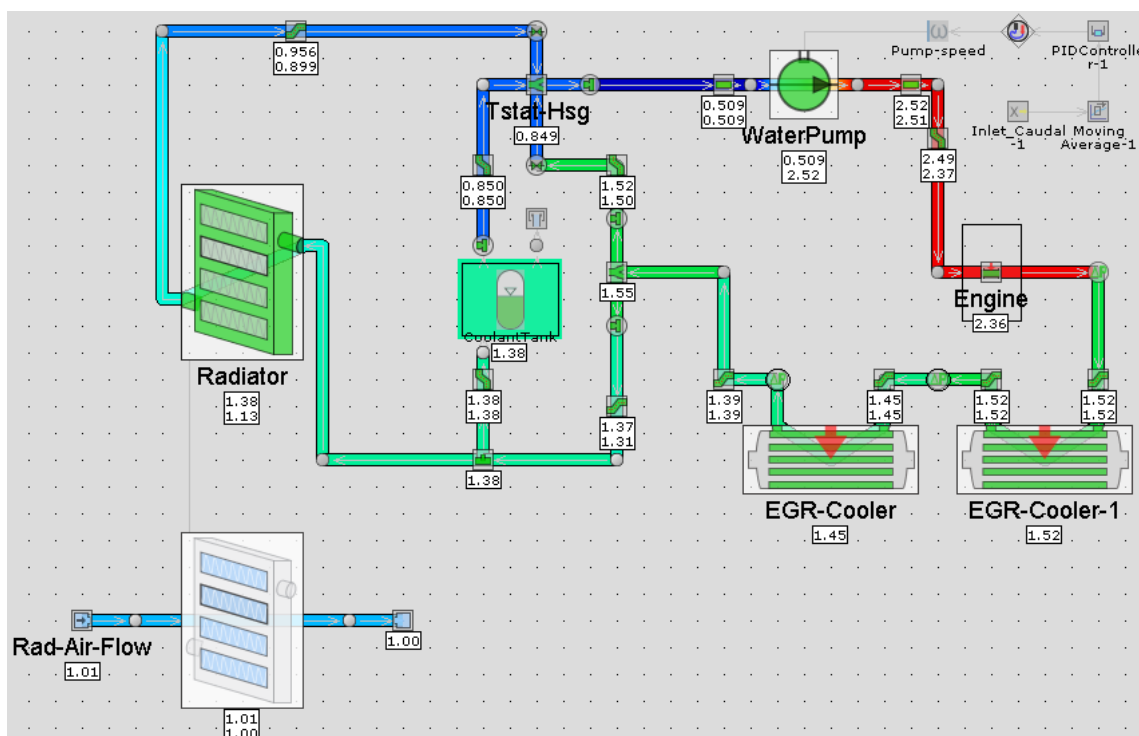 0.956
0.899
Pump-speed
PIDControlle
r-1
Tstat-Hsg
0.849
0.509
0.509
WaterPump
0.509
2.52
2.52
2.51
Inlet_Caudal
-1
Moving_
Average-1
2.49
2.37
0.850
0.850
1.52
1.50
1.55
Engine
2.36
CoolantTank
1.38
Radiator
1.38
1.13
1.38
1.38
1.37
1.31
1.38
1.39
1.39
1.45
1.45
1.52
1.52
1.52
1.52
EGR-Cooler
1.45
EGR-Cooler-1
1.52
Rad-Air-Flow
1.01
1.00
1.01
1.00